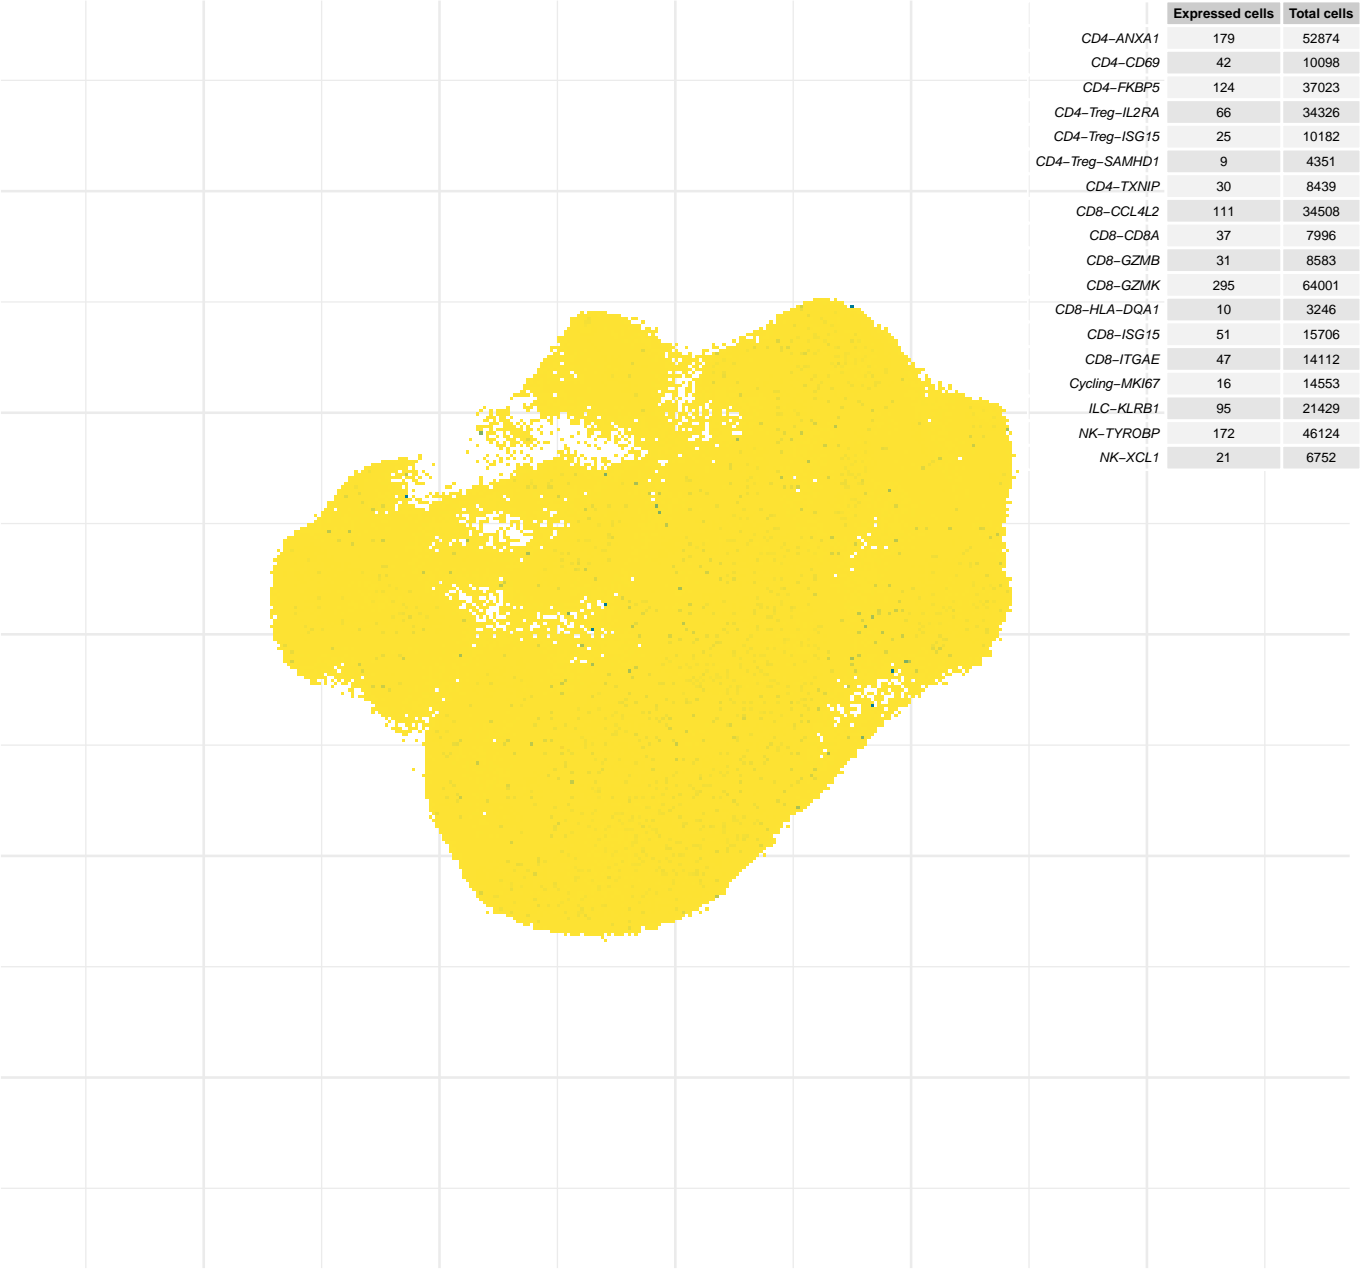 Expressed cells Total cells
CD4−ANXA1 179 52874
CD4−CD69 42 10098
CD4−FKBP5 124 37023
CD4−Treg−IL2RA 66 34326
CD4−Treg−ISG15 25 10182
CD4−Treg−SAMHD1 9 4351
CD4−TXNIP 30 8439
CD8−CCL4L2 111 34508
CD8−CD8A 37 7996
CD8−GZMB 31 8583
CD8−GZMK 295 64001
CD8−HLA−DQA1 10 3246
CD8−ISG15 51 15706
CD8−ITGAE 47 14112
Cycling−MKI67 16 14553
ILC−KLRB1 95 21429
NK−TYROBP 172 46124
NK−XCL1 21 6752